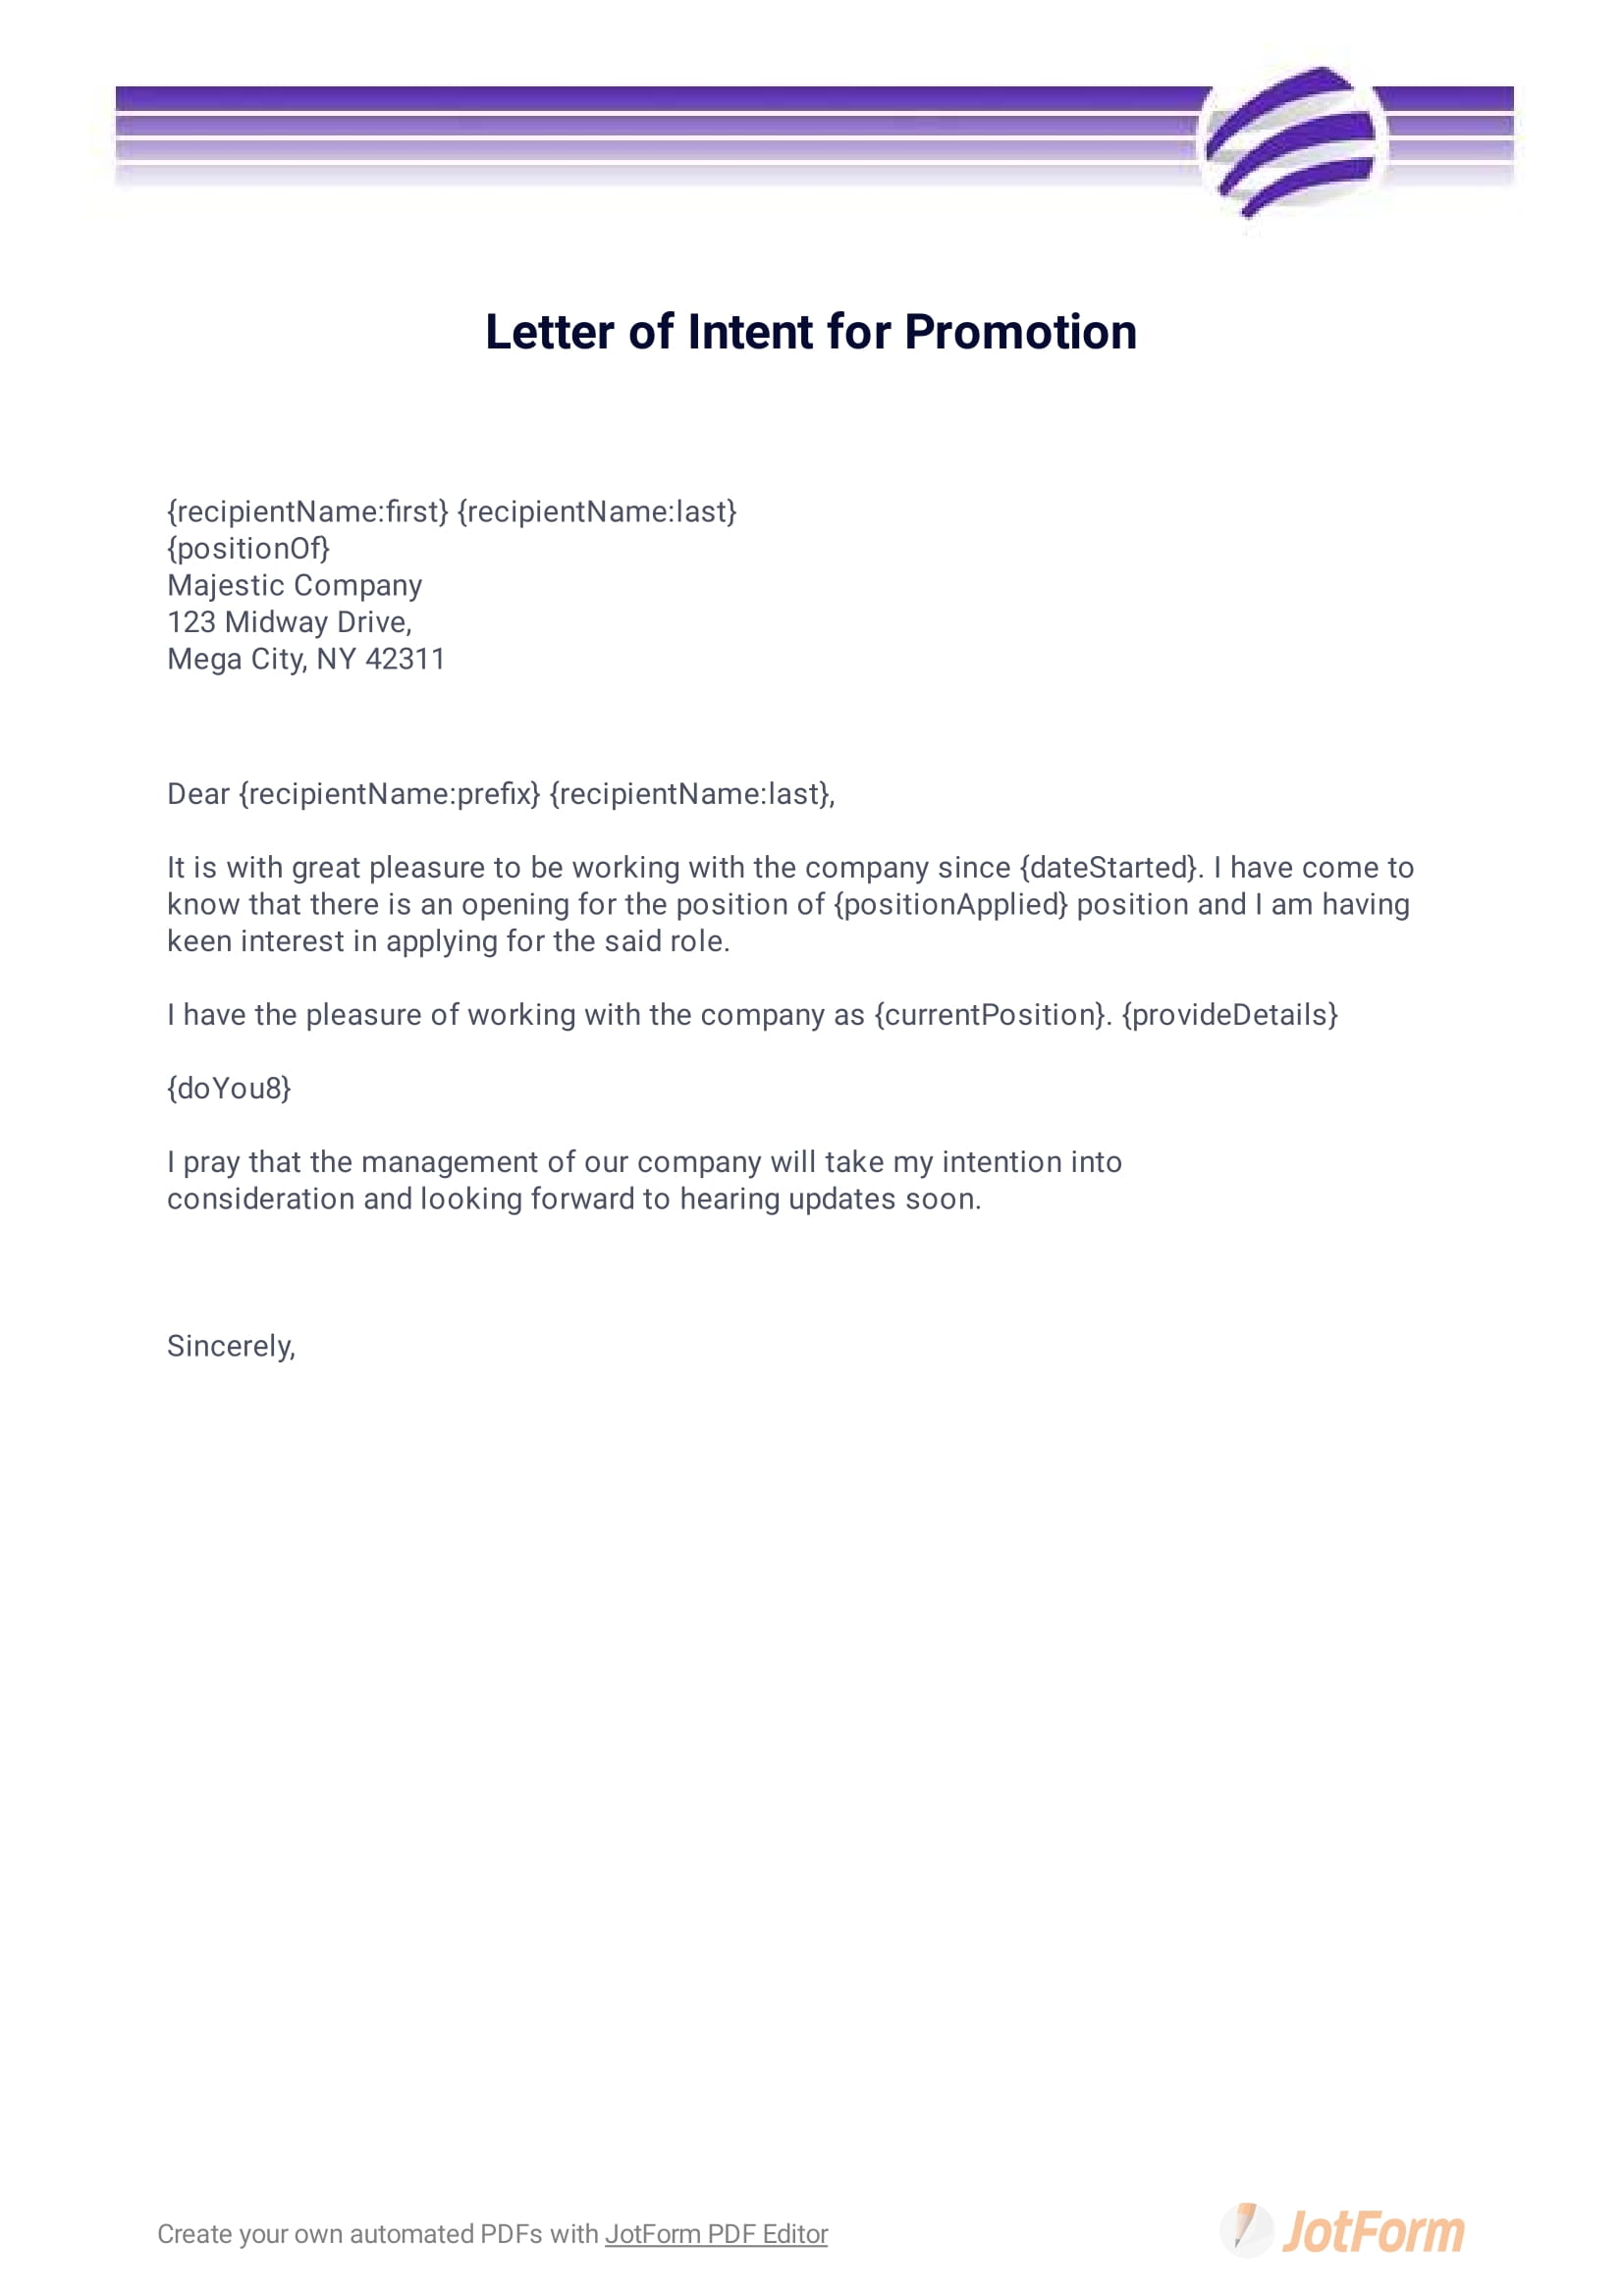 Letter of Intent for Promotion
{recipientName:first} {recipientName:last}
{positionOf}
Majestic Company
123 Midway Drive,
Mega City, NY 42311
Dear {recipientName:prefix} {recipientName:last},
It is with great pleasure to be working with the company since {dateStarted}. I have come to
know that there is an opening for the position of {positionApplied} position and I am having
keen interest in applying for the said role.
I have the pleasure of working with the company as {currentPosition}. {provideDetails}
{doYou8}
I pray that the management of our company will take my intention into
consideration and looking forward to hearing updates soon.
Sincerely,
Create your own automated PDFs with JotForm PDF Editor
JotForm